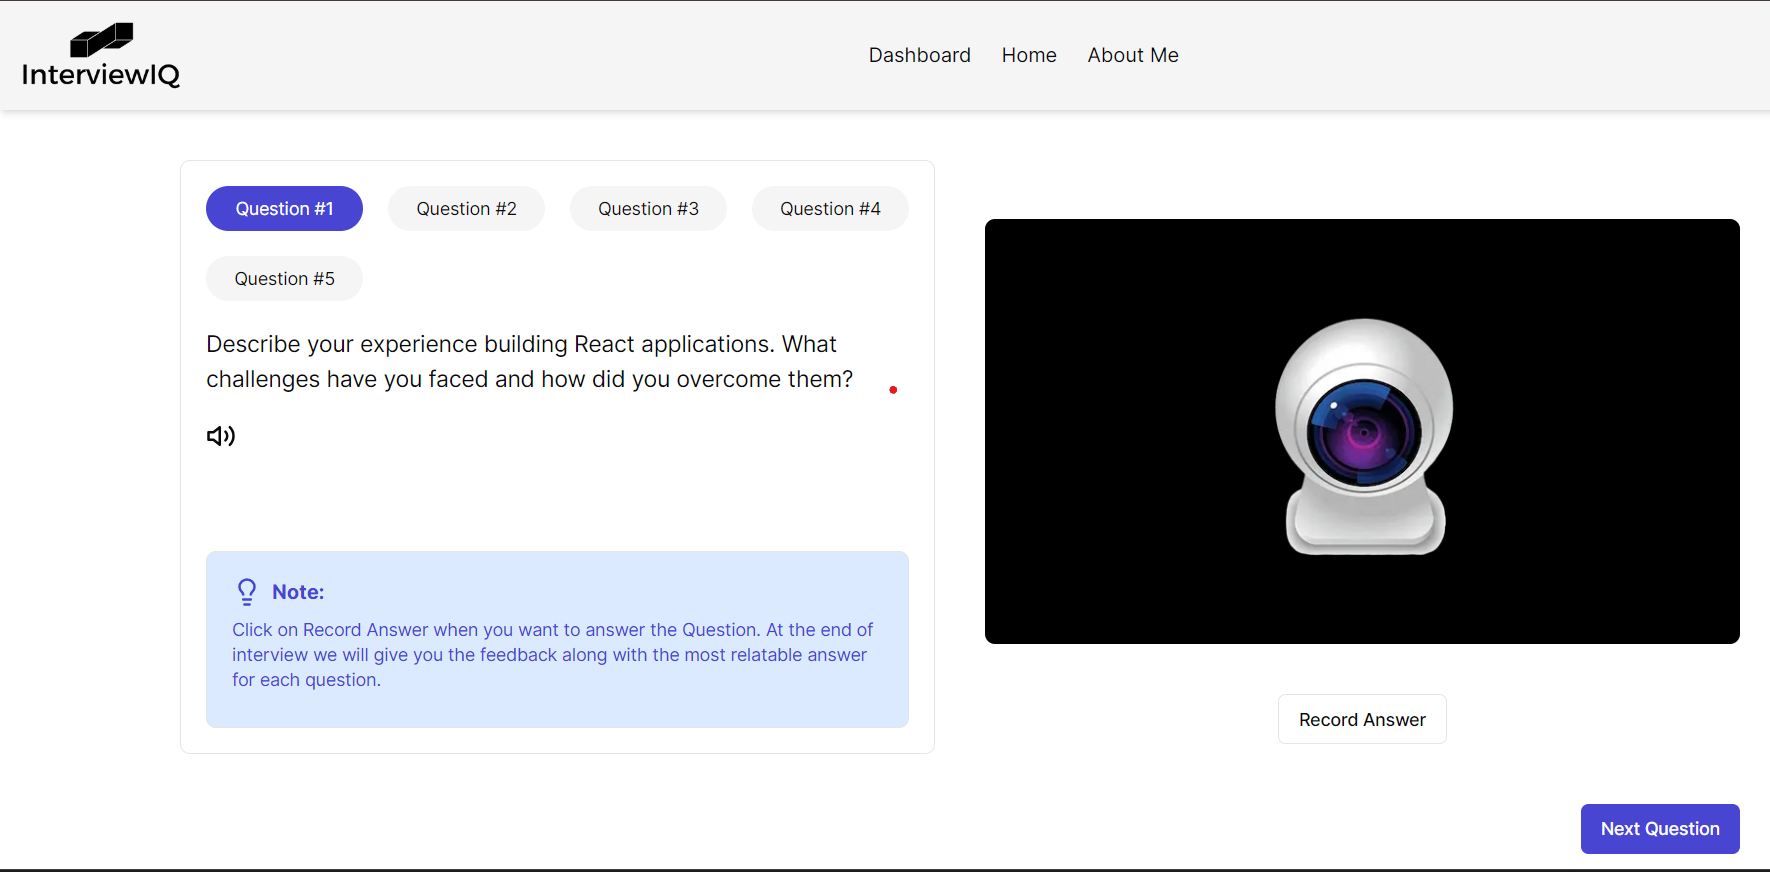 InterviewIQ
Dashboard
Home
About Me
Question #1
Question #2
Question #3
Question #4
Question #5
Describe your experience building React applications. What
challenges have you faced and how did you overcome them?
Note:
Click on Record Answer when you want to answer the Question. At the end of
interview we will give you the feedback along with the most relatable answer
for each question.
Record Answer
Next Question